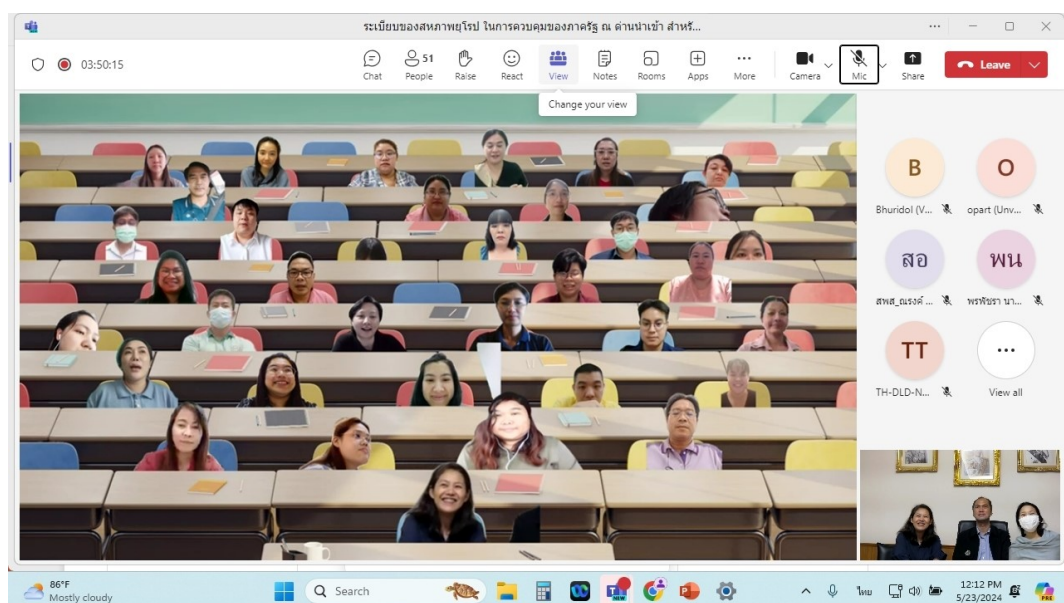 ระเบียบของสหภาพยุโรป ในการควบคุมของภาครัฐ ณ ด่านนำเข้า สำหรั...
03:50:15
Chat
51
People
Raise
React
View
Notes
Rooms
Apps
More
Camera
Mic
Share
Leave
Change your view
B
O
Bhuridol (V...
opart (Unv...
สอ
พน
สพส_ณรงค์ ...
พรพัชรา นา...
TT
TH-DLD-N...
View all
86°F
Mostly cloudy
Search
NEW
ไทย
12:12 PM
5/23/2024
PRE